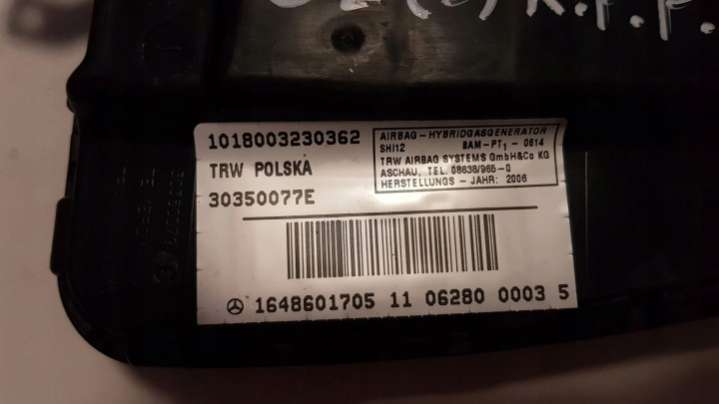 1018003230362
TRW POLSKA
30350077E
AIRBAG-HYBRIDGASGENERATOR
SHI12 BAM-PT1-0614
TRW AIRBAG SYSTEMS GmbH&Co KG
ASCHAU, TEL. 08638/965-0
HERSTELLUNGS-JAHR: 2006
1648601705 11 06280 0003 5